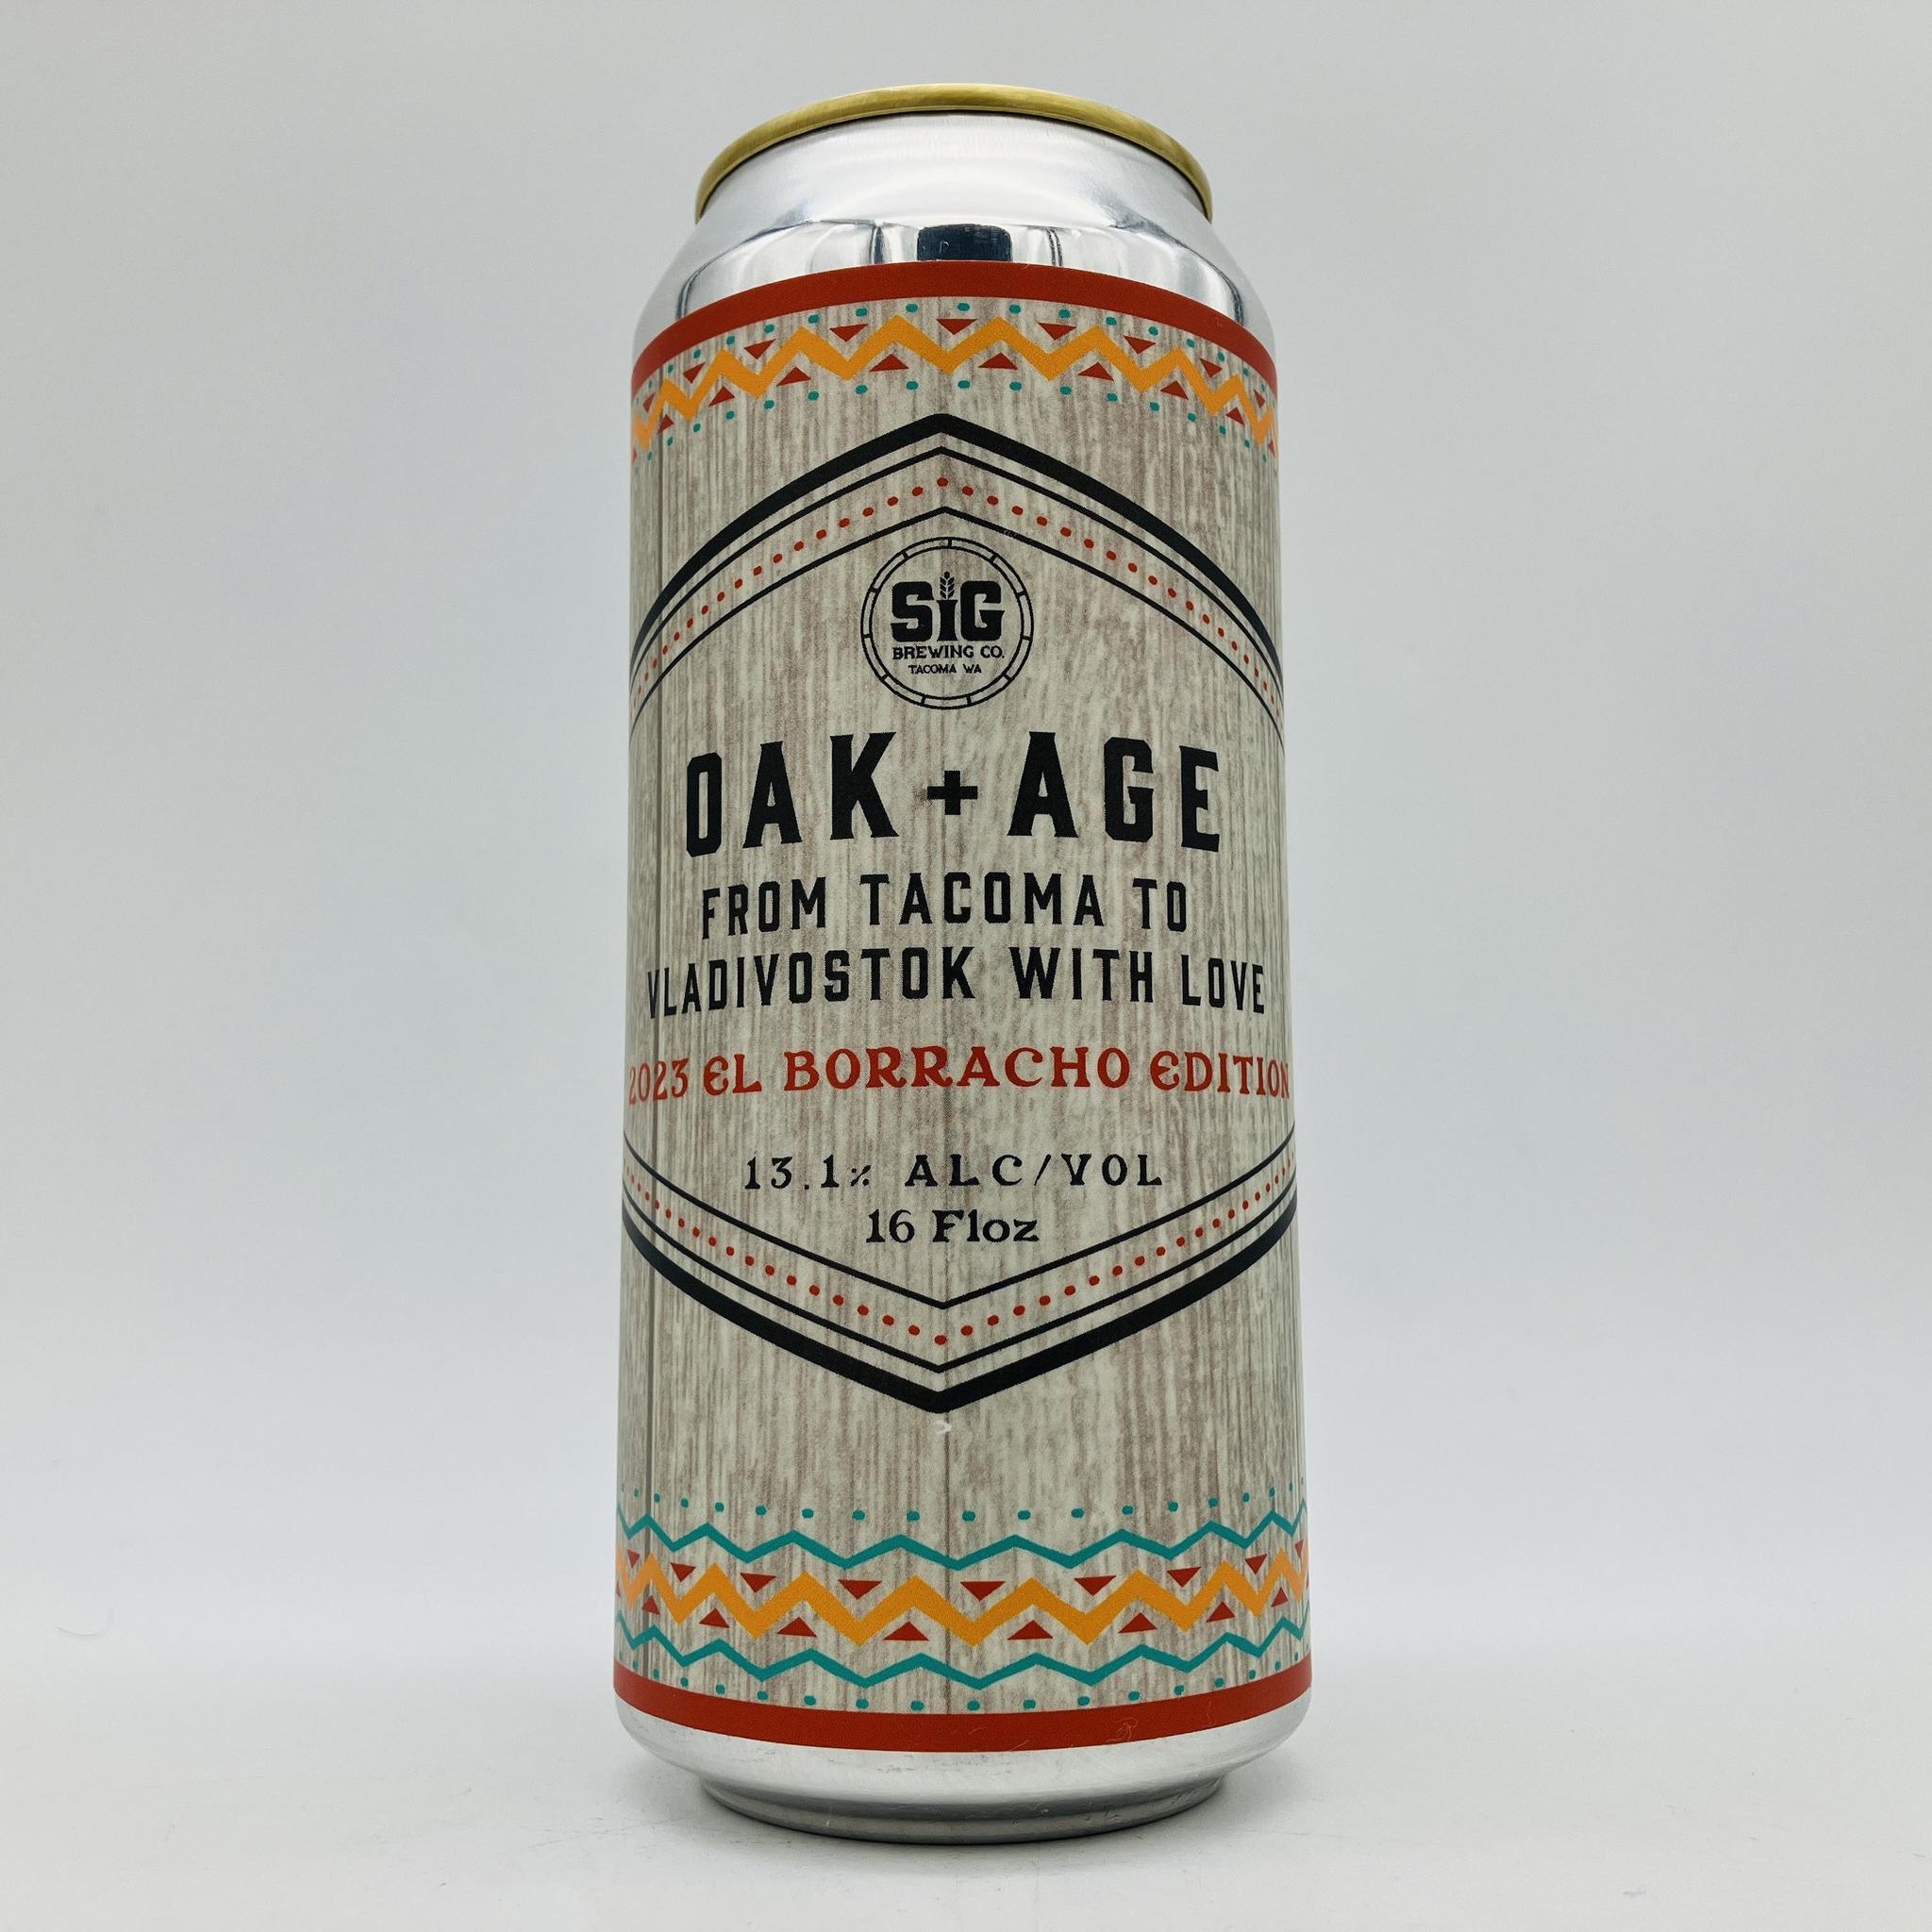 SiG
BREWING CO.
TACOMA WA
OAK + AGE
FROM TACOMA TO
VLADIVOSTOK WITH LOVE
2023 EL BORRACHO EDITION
13.1% ALC/VOL
16 Floz